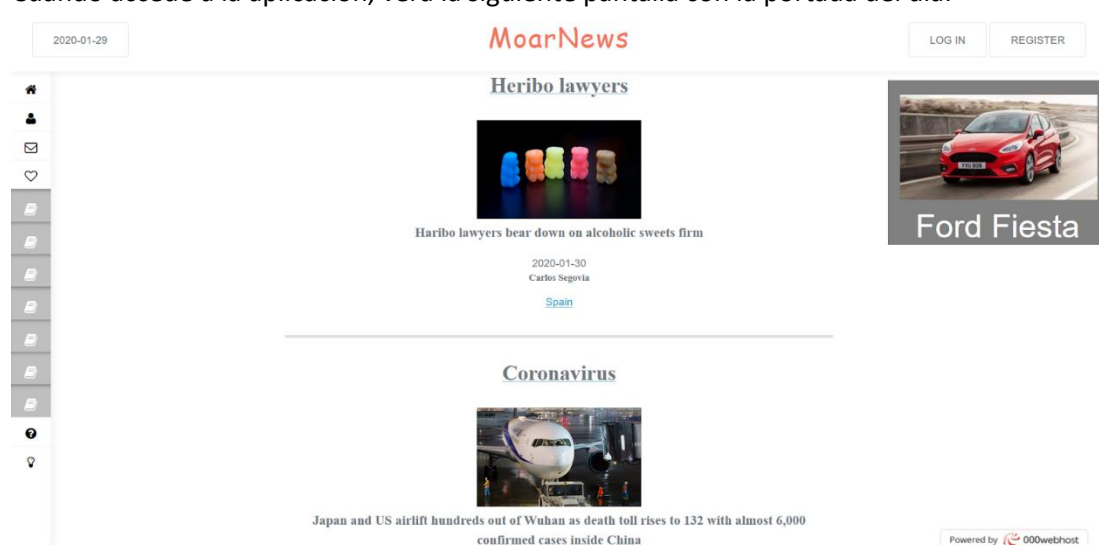 Cuando accede a la aplicación, verá la siguiente pantalla con la portada del día:
2020-01-29
MoarNews
LOG IN
REGISTER
Heribo lawyers
Haribo lawyers bear down on alcoholic sweets firm
2020-01-30
Carlos Segovia
Spain
Ford Fiesta
Coronavirus
Japan and US airlift hundreds out of Wuhan as death toll rises to 132 with almost 6,000
confirmed cases inside China
Powered by 000webhost